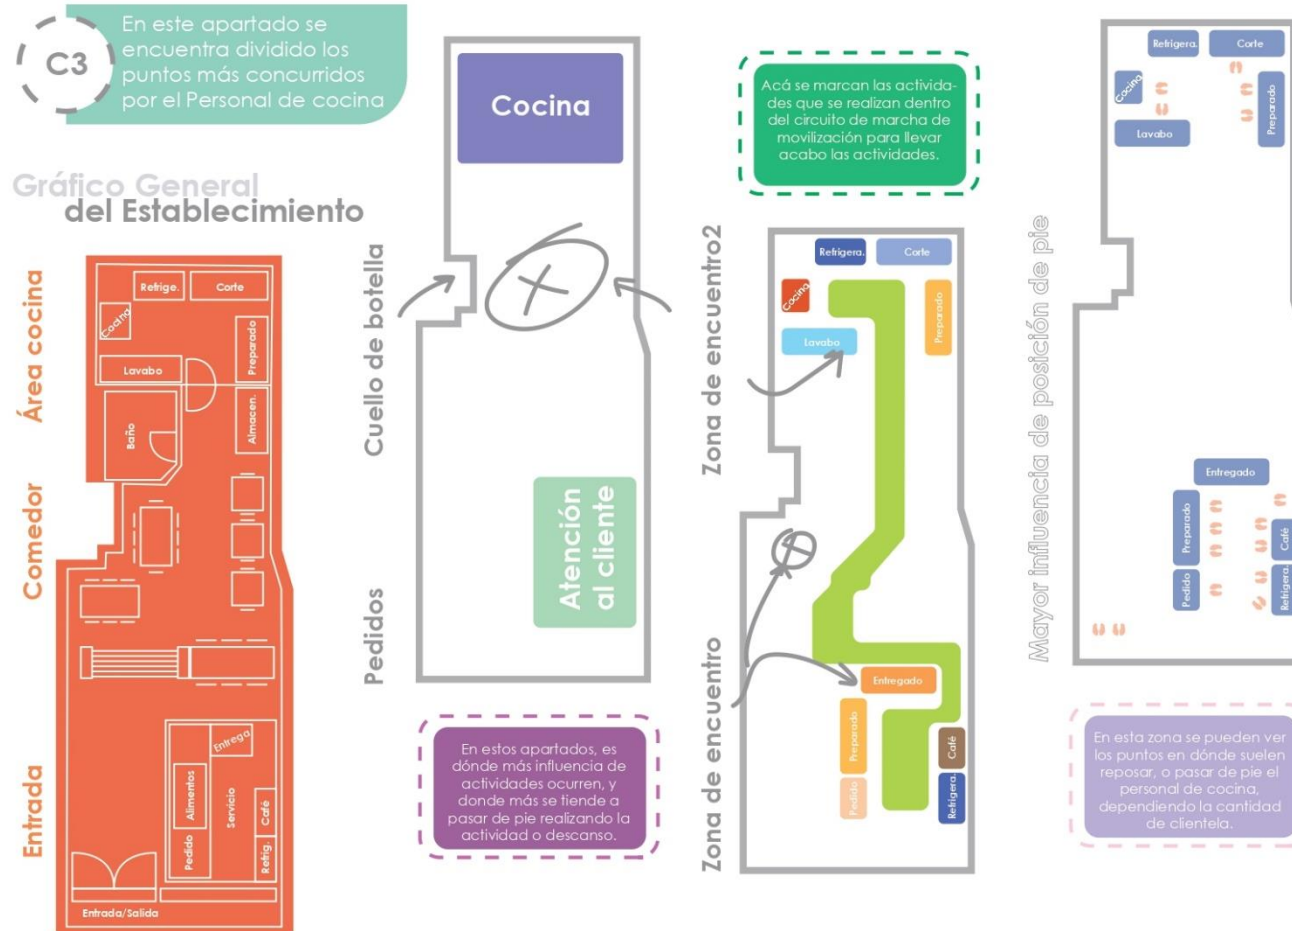 C3
En este apartado se
encuentra dividido los
puntos más concurridos
por el Personal de cocina
Gráfico General
del Establecimiento
Área cocina
Comedor
Entrada
Refrige.
Corte
Cocina
Preparado
Lavabo
Almacen.
Baño
Entrega
Alimentos
Servicio
Pedido
Café
Refrig.
Entrada/Salida
Cuello de botella
Pedidos
Cocina
Atención
al cliente
En estos apartados, es
dónde más influencia de
actividades ocurren, y
donde más se tiende a
pasar de pie realizando la
actividad o descanso.
Acá se marcan las activida-
des que se realizan dentro
del circuito de marcha de
movilización para llevar
acabo las actividades.
Zona de encuentro2
Zona de encuentro
Refrigera.
Corte
Cocina
Preparado
Lavabo
Entregado
Preparado
Pedido
Café
Refrigera.
Mayor influencia de posición de pie
Refrigera.
Corte
Cocina
Preparado
Lavabo
Entregado
Preparado
Pedido
Café
Refrigera.
En esta zona se pueden ver
los puntos en dónde suelen
reposar, o pasar de pie el
personal de cocina,
dependiendo la cantidad
de clientela.